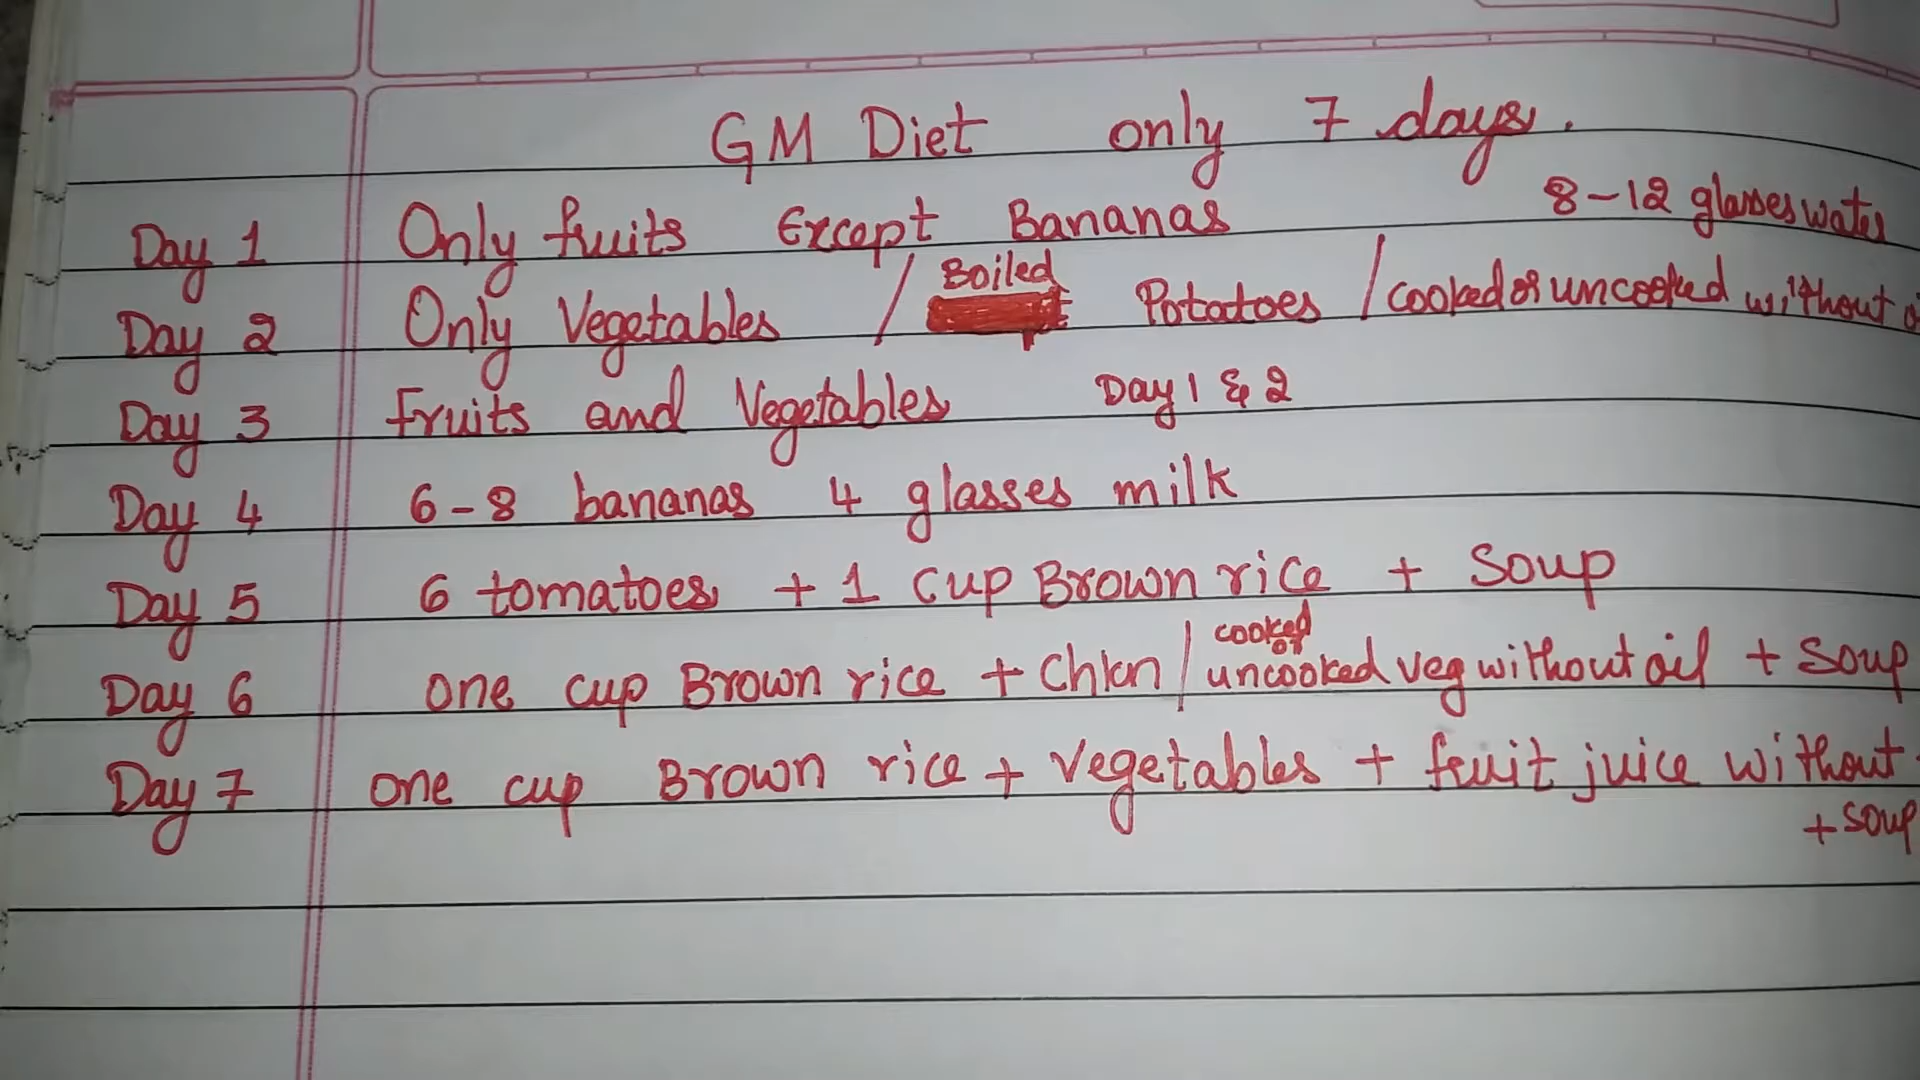 GM Diet only 7 days.
8-12 glasses water
Day 1 Only fruits Except Bananas
Day 2 Only Vegetables / Boiled Potatoes / cooked or uncooked without
Day 3 Fruits and Vegetables Day 1 & 2
Day 4 6-8 bananas 4 glasses milk
Day 5 6 tomatoes + 1 Cup Brown rice + Soup
Day 6 one cup Brown rice + Chkn / cooked or uncooked veg without oil + Soup
Day 7 one cup Brown rice + Vegetables + fruit juice without
+ soup